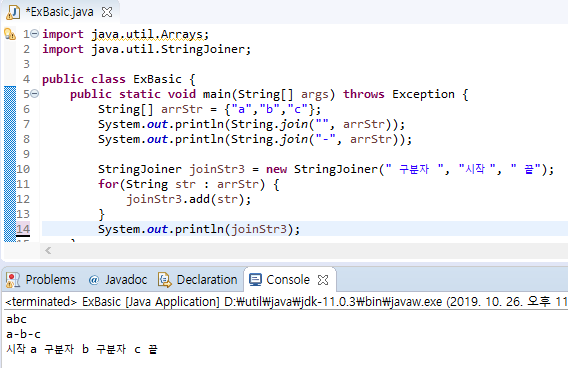 *ExBasic.java
1 import java.util.Arrays;
2 import java.util.StringJoiner;
3
4 public class ExBasic {
5 public static void main(String[] args) throws Exception {
6 String[] arrStr = {"a","b","c"};
7 System.out.println(String.join("", arrStr));
8 System.out.println(String.join("-", arrStr));
9
10 StringJoiner joinStr3 = new StringJoiner(" 구분자 ", "시작 ", " 끝");
11 for(String str : arrStr) {
12 joinStr3.add(str);
13 }
14 System.out.println(joinStr3);
15 }
Problems @ Javadoc Declaration Console
<terminated> ExBasic [Java Application] D:₩util₩java₩jdk-11.0.3₩bin₩javaw.exe (2019. 10. 26. 오후 11
abc
a-b-c
시작 a 구분자 b 구분자 c 끝